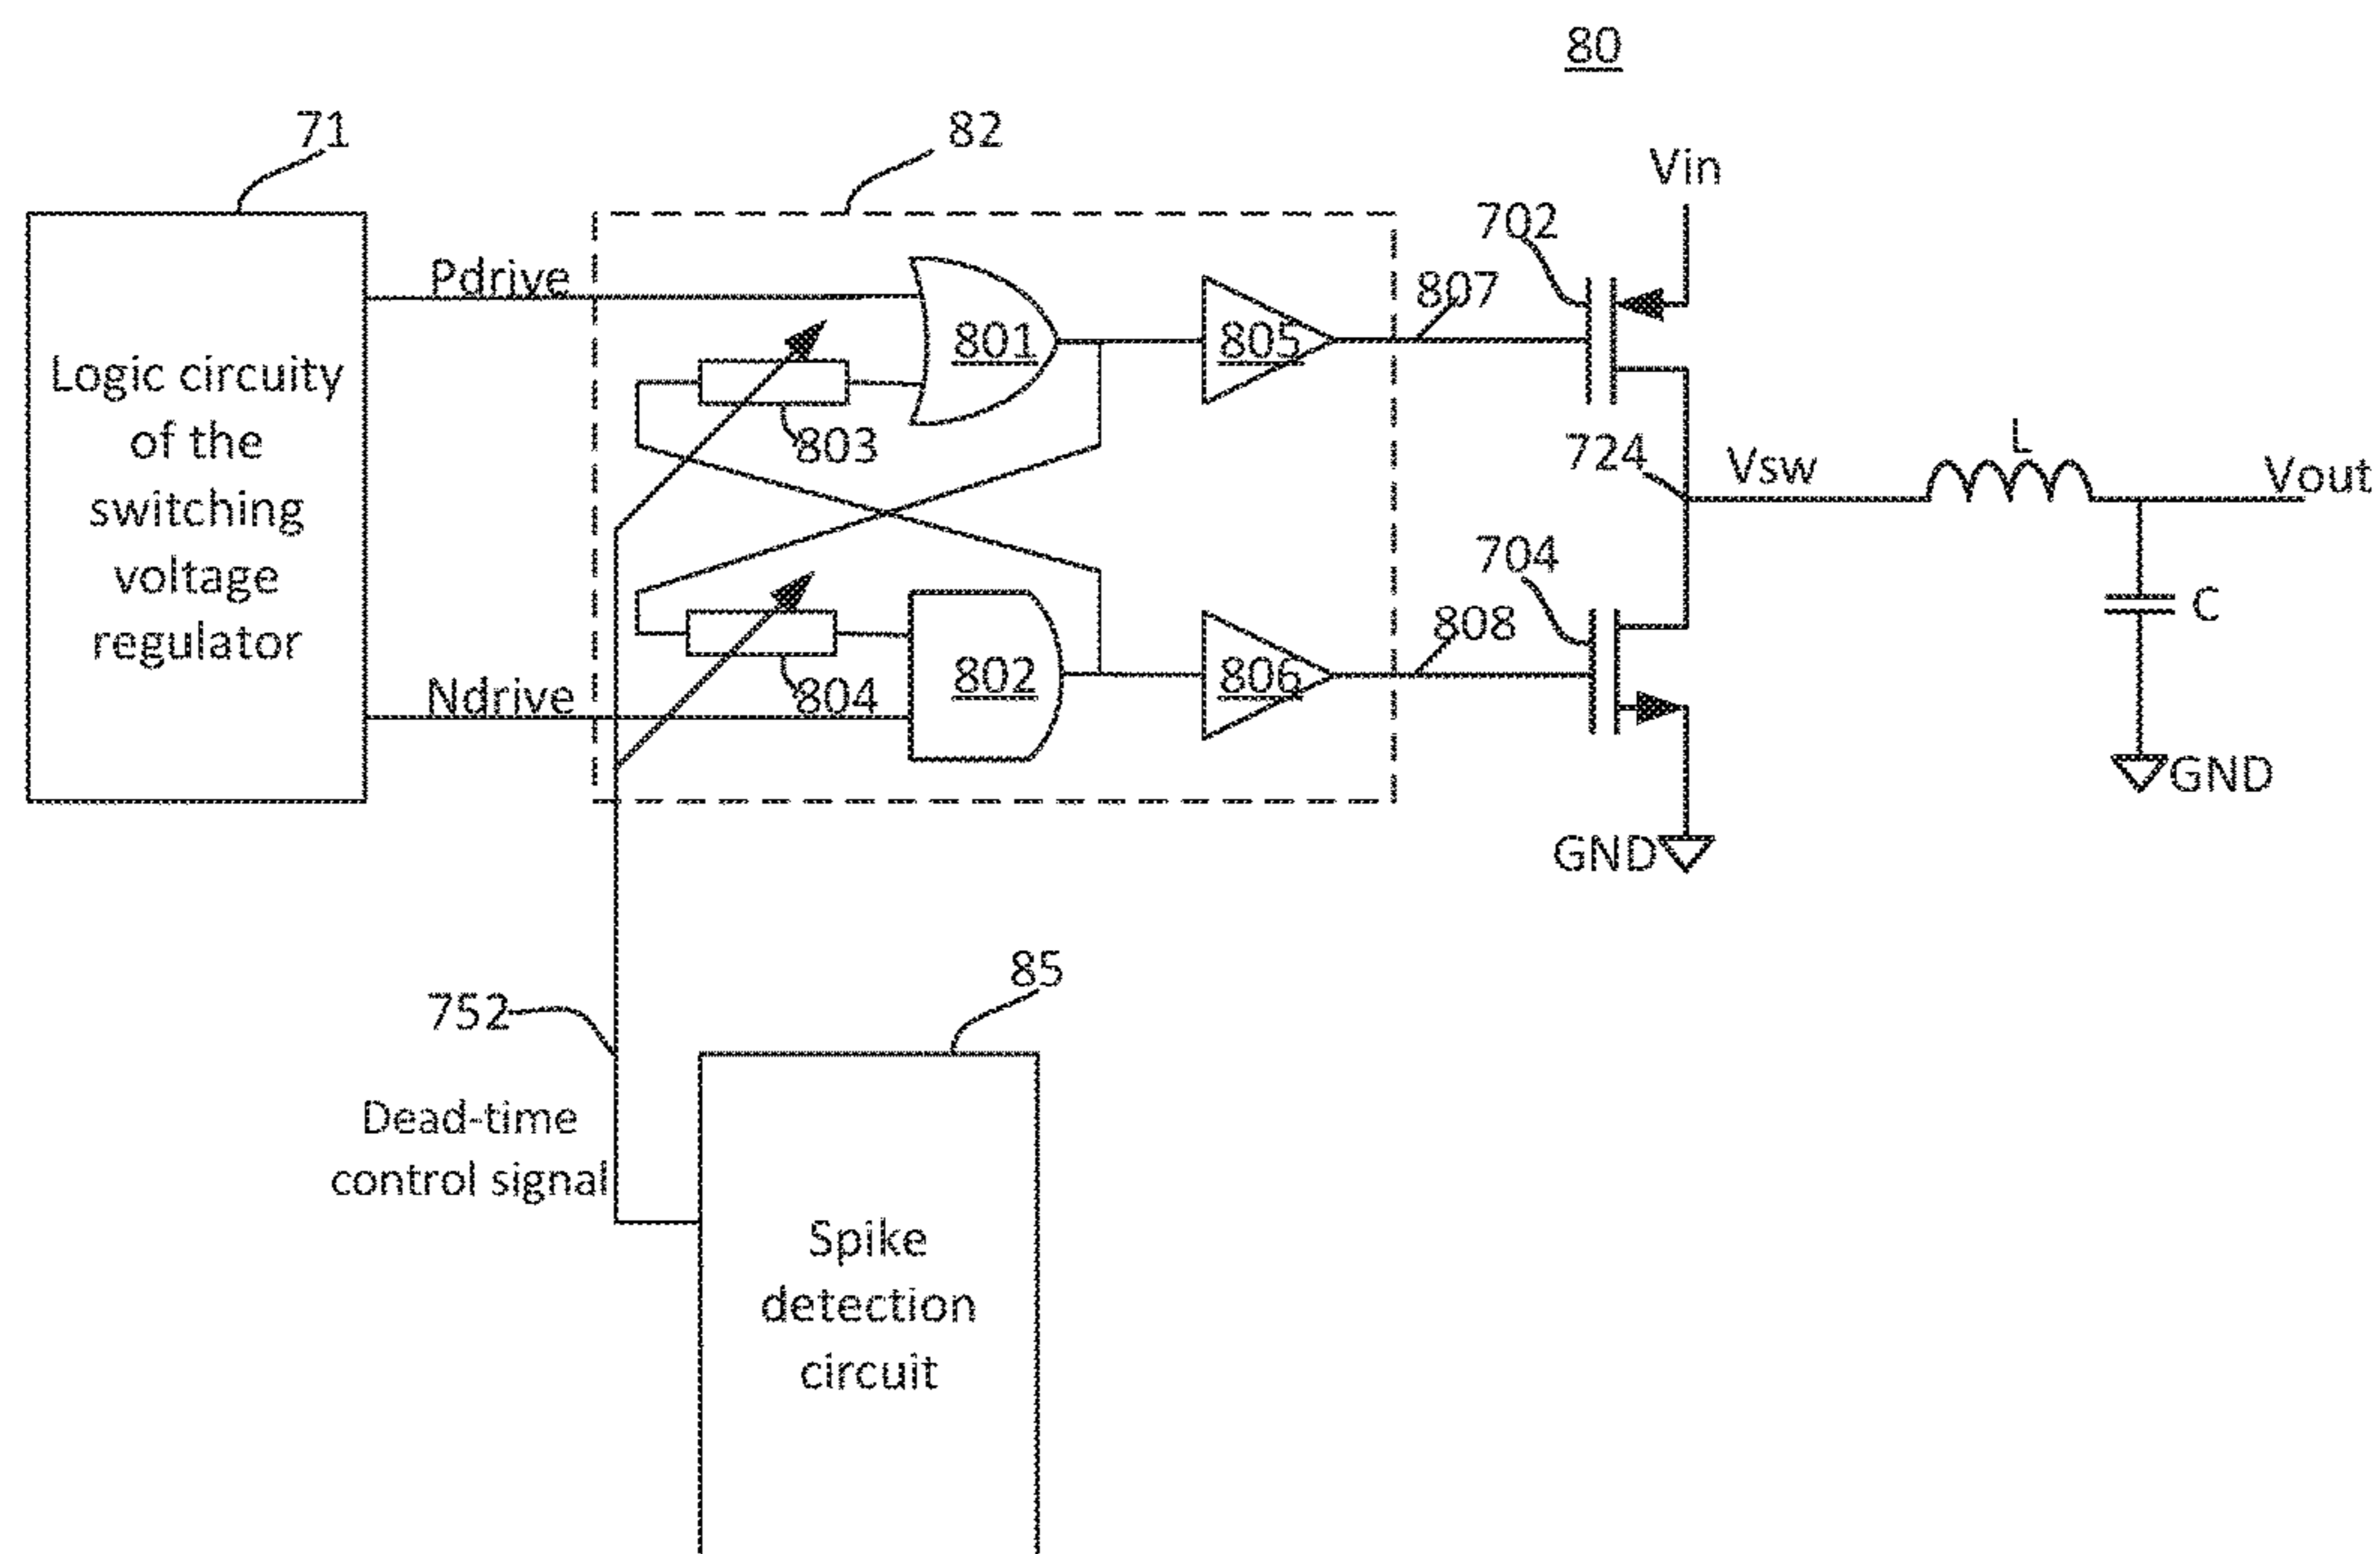 80
71
82
Vin
702
Pdrive
807
801
805
Logic circuity
of the
switching
voltage
regulator
803
724
Vsw
L
Vout
704
808
C
802
806
Ndrive
804
GND
GND
85
752
Dead-time
control signal
Spike
detection
circuit